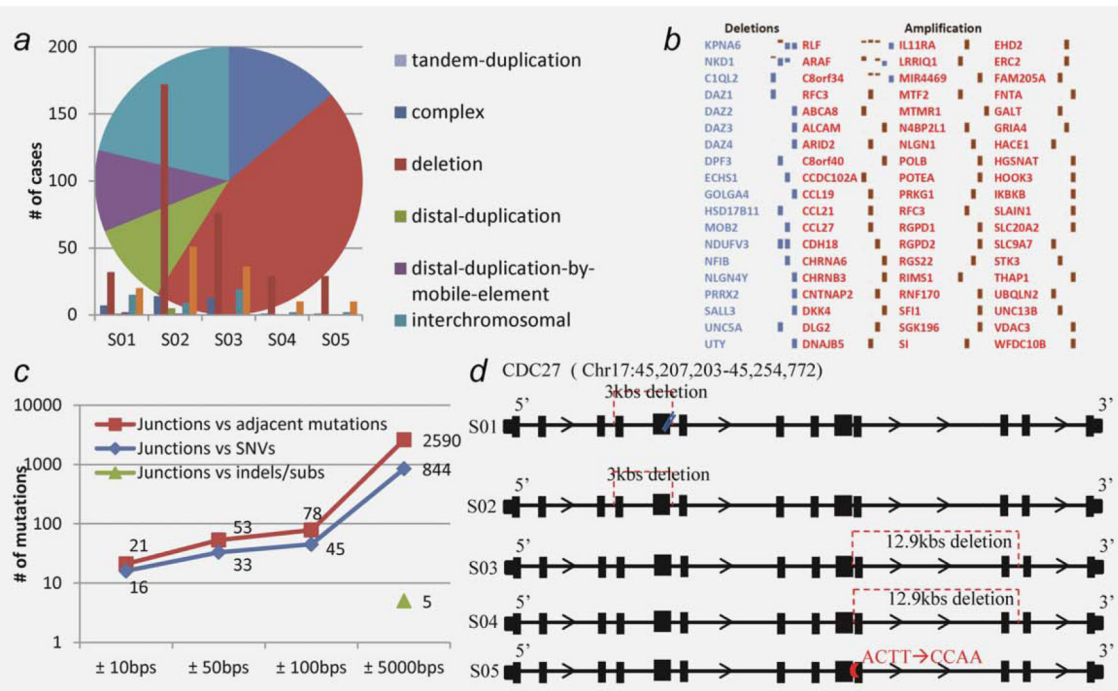 a
200
150
100
50
0
# of cases
S01 S02 S03 S04 S05
tandem-duplication
complex
deletion
distal-duplication
distal-duplication-by-
mobile-element
interchromosomal
b
Deletions Amplification
KPNA6 RLF IL11RA EHD2
NKD1 ARAF LRRIQ1 ERC2
C1QL2 C8orf34 MIR4469 FAM205A
DAZ1 RFC3 MTF2 FNTA
DAZ2 ABCA8 MTMR1 GALT
DAZ3 ALCAM N4BP2L1 GRIA4
DAZ4 ARID2 NLGN1 HACE1
DPF3 C8orf40 POLB HGSNAT
ECHS1 CCDC102A POTEA HOOK3
GOLGA4 CCL19 PRKG1 IKBKB
HSD17B11 CCL21 RFC3 SLAIN1
MOB2 CCL27 RGPD1 SLC20A2
NDUFV3 CDH18 RGPD2 SLC9A7
NFIB CHRNA6 RGS22 STK3
NLGN4Y CHRNB3 RIMS1 THAP1
PRRX2 CNTNAP2 RNF170 UBQLN2
SALL3 DKK4 SFI1 UNC13B
UNC5A DLG2 SGK196 VDAC3
UTY DNAJB5 SI WFDC10B
c
10000
1000
100
10
1
# of mutations
Junctions vs adjacent mutations
Junctions vs SNVs
Junctions vs indels/subs
21
16
53
33
78
45
2590
844
5
± 10bps ± 50bps ± 100bps ± 5000bps
d CDC27 ( Chr17:45,207,203-45,254,772)
3kbs deletion
5' 3'
S01
3kbs deletion
5' 3'
S02
12.9kbs deletion
5' 3'
S03
12.9kbs deletion
5' 3'
S04
ACTT→CCAA
5' 3'
S05